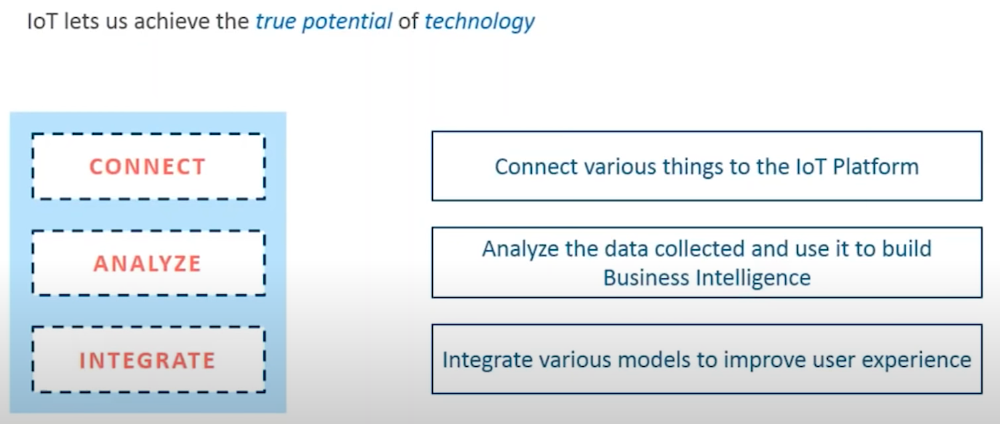 IoT lets us achieve the true potential of technology
CONNECT
Connect various things to the IoT Platform
ANALYZE
Analyze the data collected and use it to build
Business Intelligence
INTEGRATE
Integrate various models to improve user experience